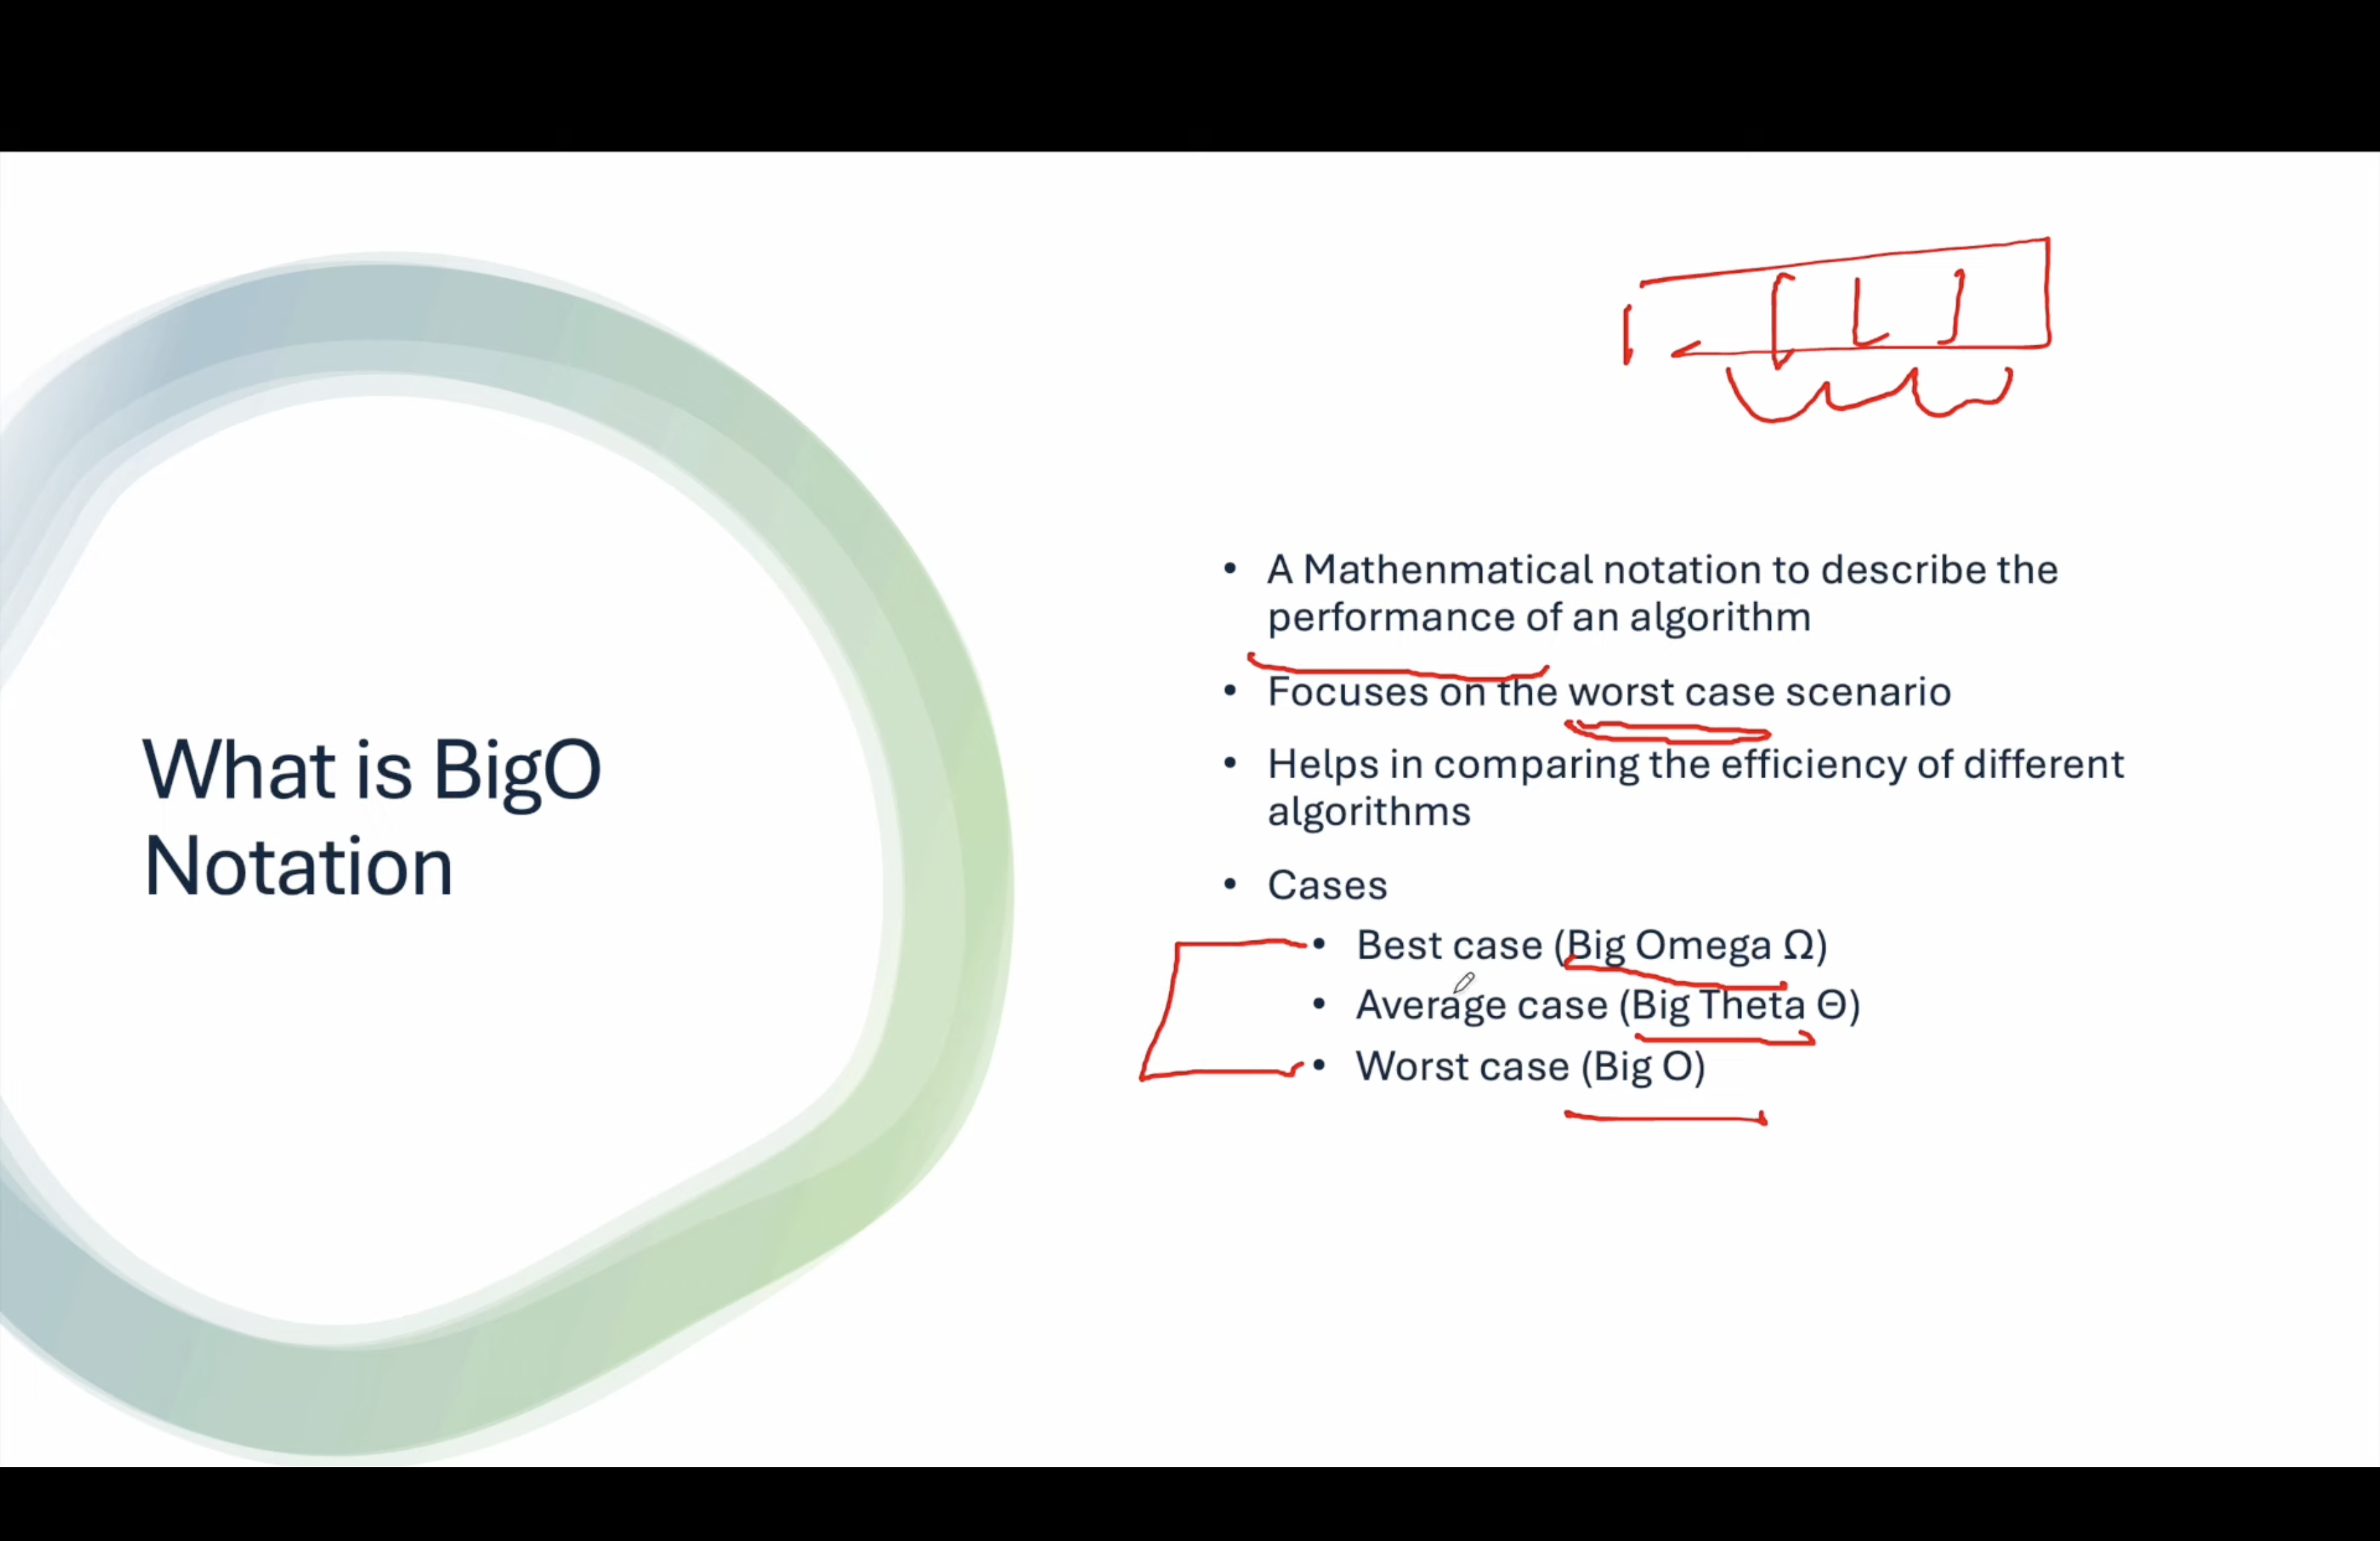 What is BigO
Notation
• A Mathenmatical notation to describe the
performance of an algorithm
• Focuses on the worst case scenario
• Helps in comparing the efficiency of different
algorithms
• Cases
• Best case (Big Omega Ω)
• Average case (Big Theta Θ)
• Worst case (Big O)